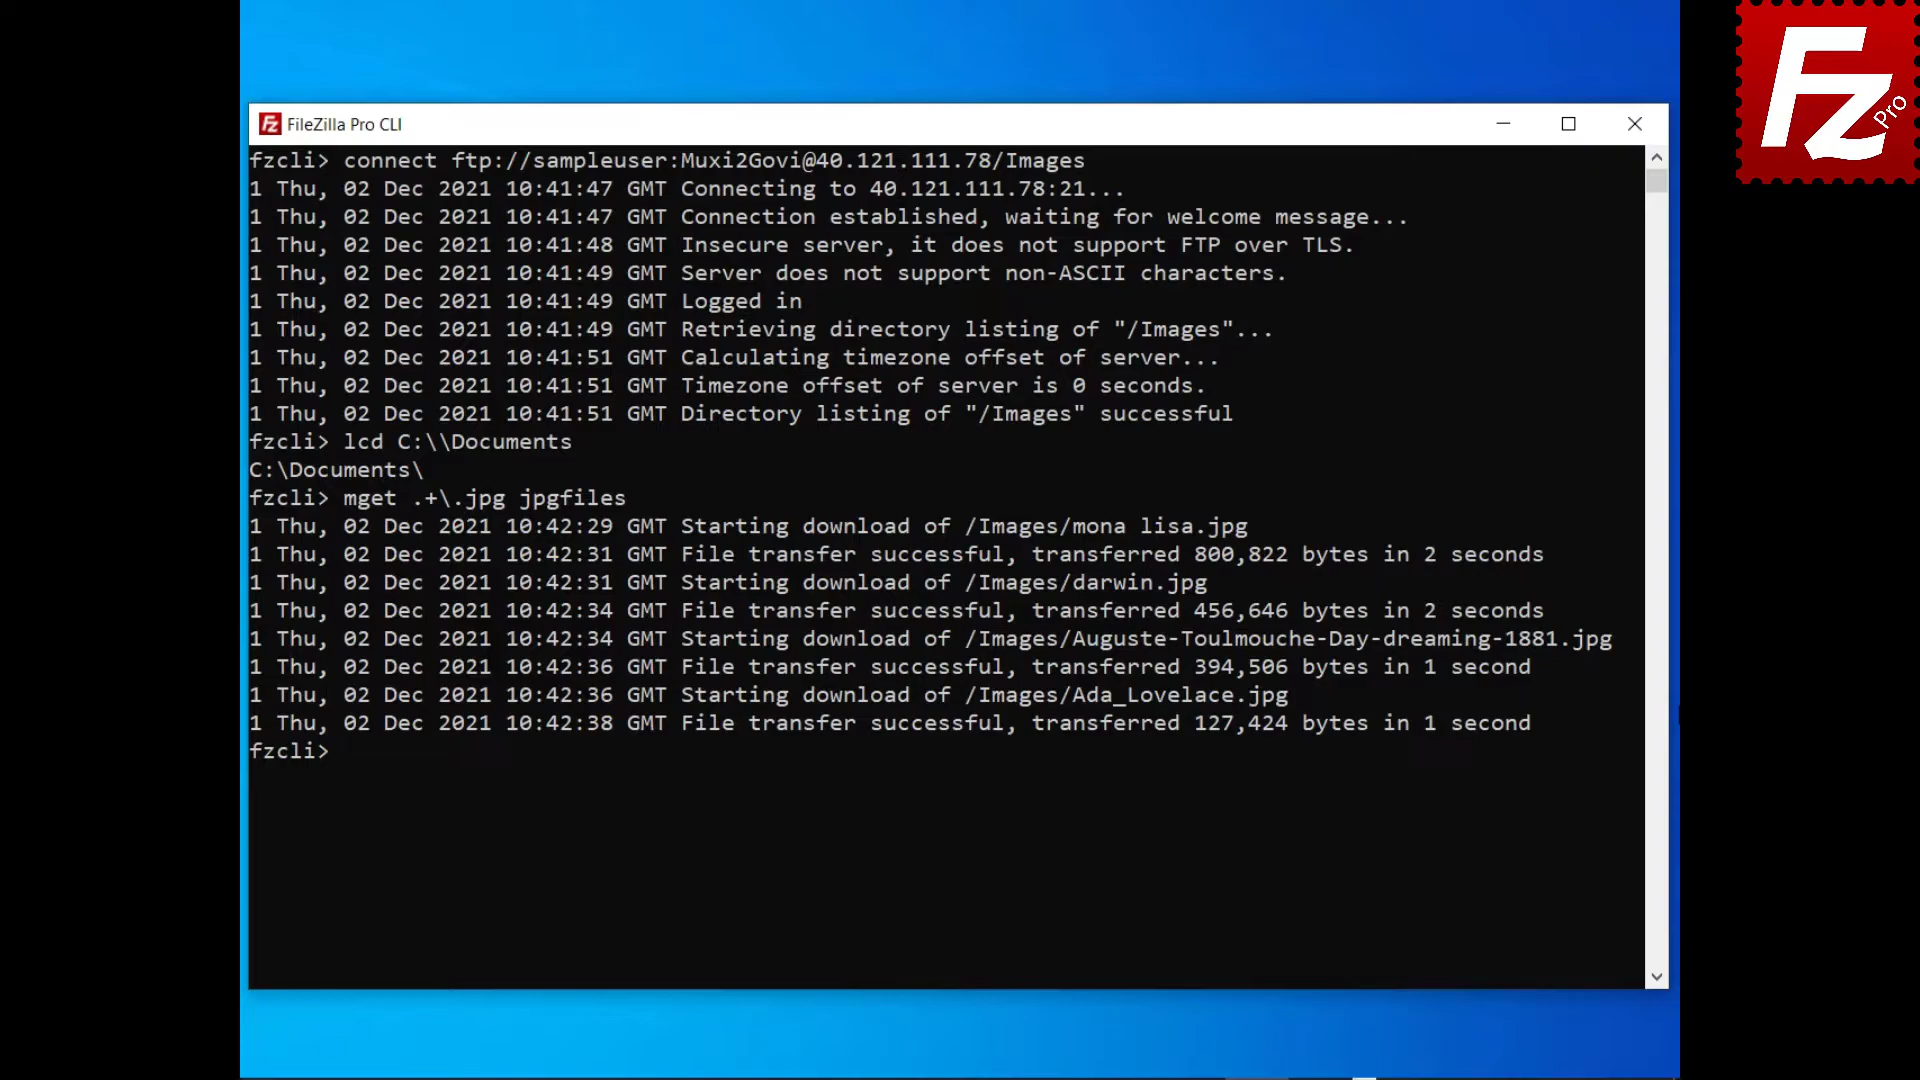 FileZilla Pro CLI
fzcli> connect ftp://sampleuser:Muxi2Govi@40.121.111.78/Images
1 Thu, 02 Dec 2021 10:41:47 GMT Connecting to 40.121.111.78:21...
1 Thu, 02 Dec 2021 10:41:47 GMT Connection established, waiting for welcome message...
1 Thu, 02 Dec 2021 10:41:48 GMT Insecure server, it does not support FTP over TLS.
1 Thu, 02 Dec 2021 10:41:49 GMT Server does not support non-ASCII characters.
1 Thu, 02 Dec 2021 10:41:49 GMT Logged in
1 Thu, 02 Dec 2021 10:41:49 GMT Retrieving directory listing of "/Images"...
1 Thu, 02 Dec 2021 10:41:51 GMT Calculating timezone offset of server...
1 Thu, 02 Dec 2021 10:41:51 GMT Timezone offset of server is 0 seconds.
1 Thu, 02 Dec 2021 10:41:51 GMT Directory listing of "/Images" successful
fzcli> lcd C:\\Documents
C:\Documents\
fzcli> mget .+\.jpg jpgfiles
1 Thu, 02 Dec 2021 10:42:29 GMT Starting download of /Images/mona lisa.jpg
1 Thu, 02 Dec 2021 10:42:31 GMT File transfer successful, transferred 800,822 bytes in 2 seconds
1 Thu, 02 Dec 2021 10:42:31 GMT Starting download of /Images/darwin.jpg
1 Thu, 02 Dec 2021 10:42:34 GMT File transfer successful, transferred 456,646 bytes in 2 seconds
1 Thu, 02 Dec 2021 10:42:34 GMT Starting download of /Images/Auguste-Toulmouche-Day-dreaming-1881.jpg
1 Thu, 02 Dec 2021 10:42:36 GMT File transfer successful, transferred 394,506 bytes in 1 second
1 Thu, 02 Dec 2021 10:42:36 GMT Starting download of /Images/Ada_Lovelace.jpg
1 Thu, 02 Dec 2021 10:42:38 GMT File transfer successful, transferred 127,424 bytes in 1 second
fzcli>
Fz Pro